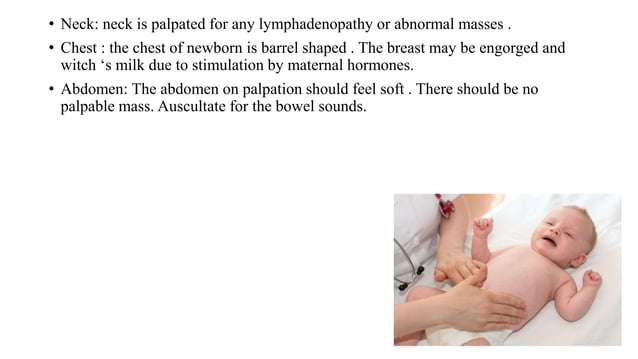 • Neck: neck is palpated for any lymphadenopathy or abnormal masses .
• Chest : the chest of newborn is barrel shaped . The breast may be engorged and
witch ‘s milk due to stimulation by maternal hormones.
• Abdomen: The abdomen on palpation should feel soft . There should be no
palpable mass. Auscultate for the bowel sounds.